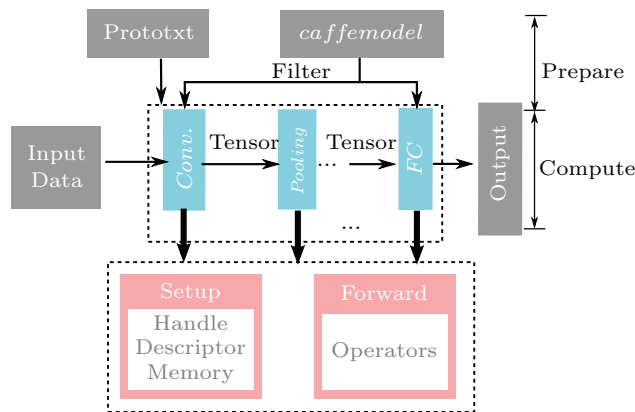 Prototxt
caffemodel
Filter
Prepare
Input
Data
Conv.
Tensor
Pooling
...
Tensor
FC
Output
Compute
...
Setup
Handle
Descriptor
Memory
Forward
Operators